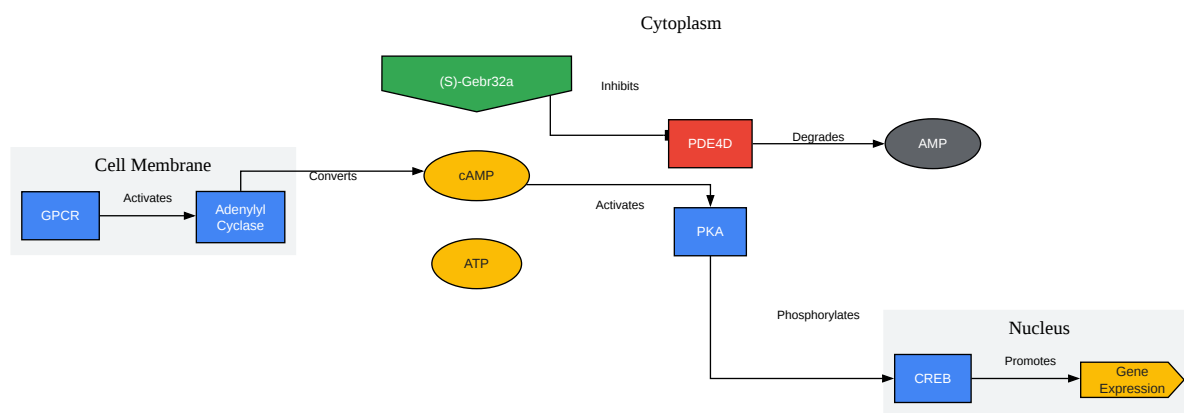 Cytoplasm
(S)-Gebr32a
Inhibits
PDE4D
Degrades
AMP
Cell Membrane
GPCR
Activates
Adenylyl
Cyclase
Converts
cAMP
Activates
PKA
ATP
Phosphorylates
Nucleus
CREB
Promotes
Gene
Expression